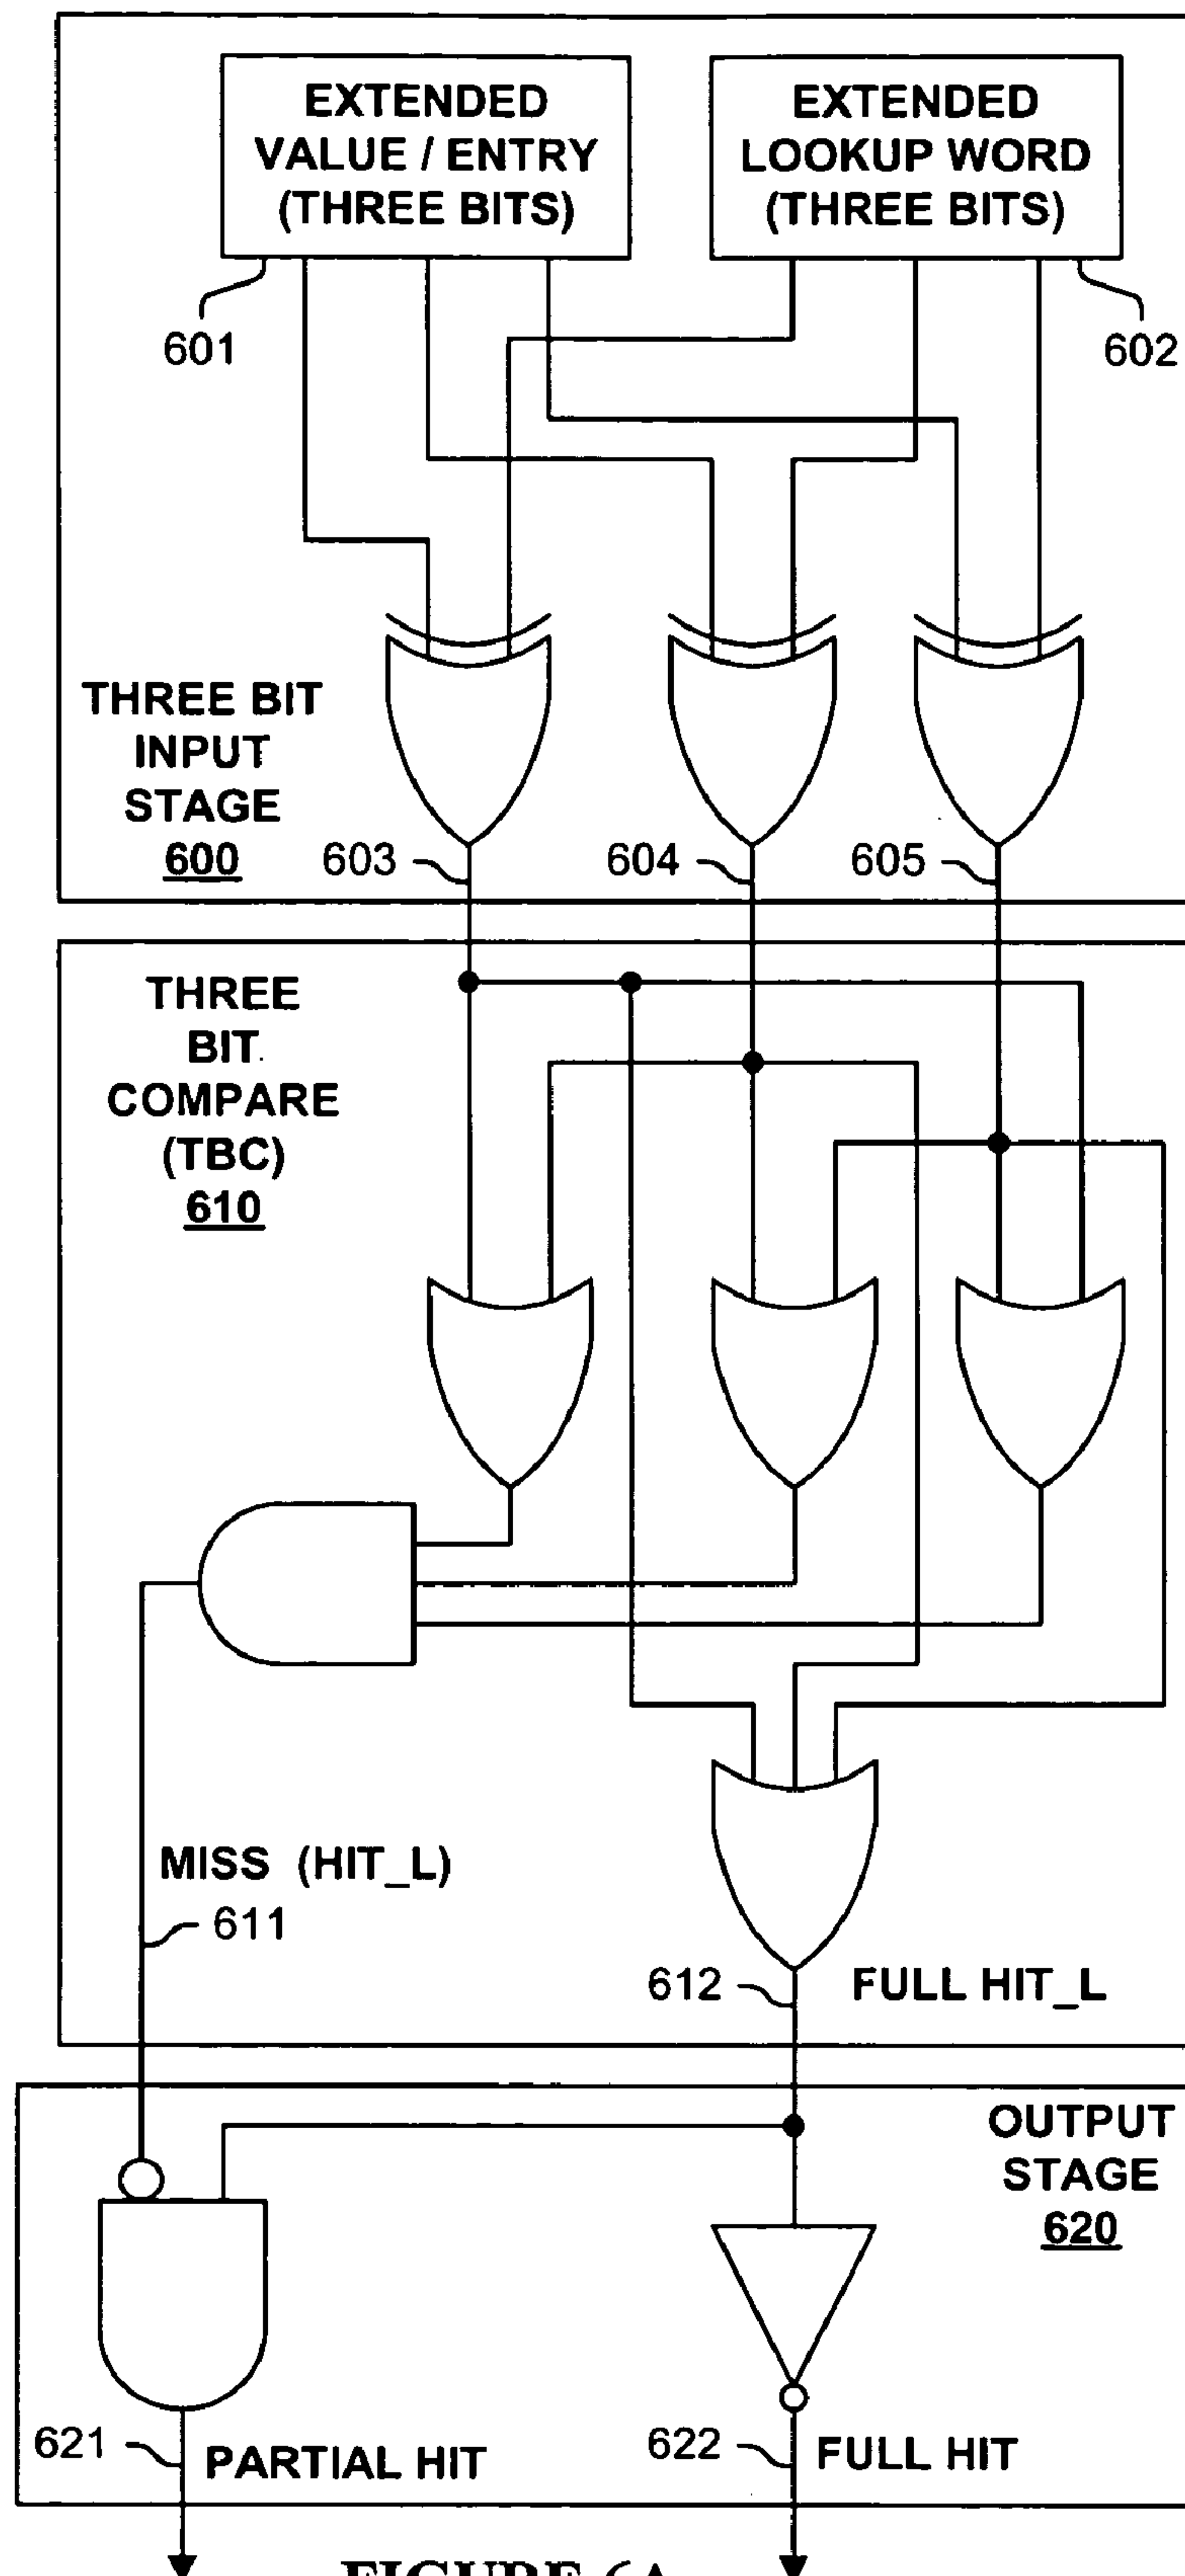 EXTENDED
VALUE / ENTRY
(THREE BITS)
EXTENDED
LOOKUP WORD
(THREE BITS)
601
602
THREE BIT
INPUT
STAGE
600
603
604
605
THREE
BIT
COMPARE
(TBC)
610
MISS (HIT_L)
611
612
FULL HIT_L
OUTPUT
STAGE
620
621
PARTIAL HIT
622
FULL HIT
FIGURE 6A